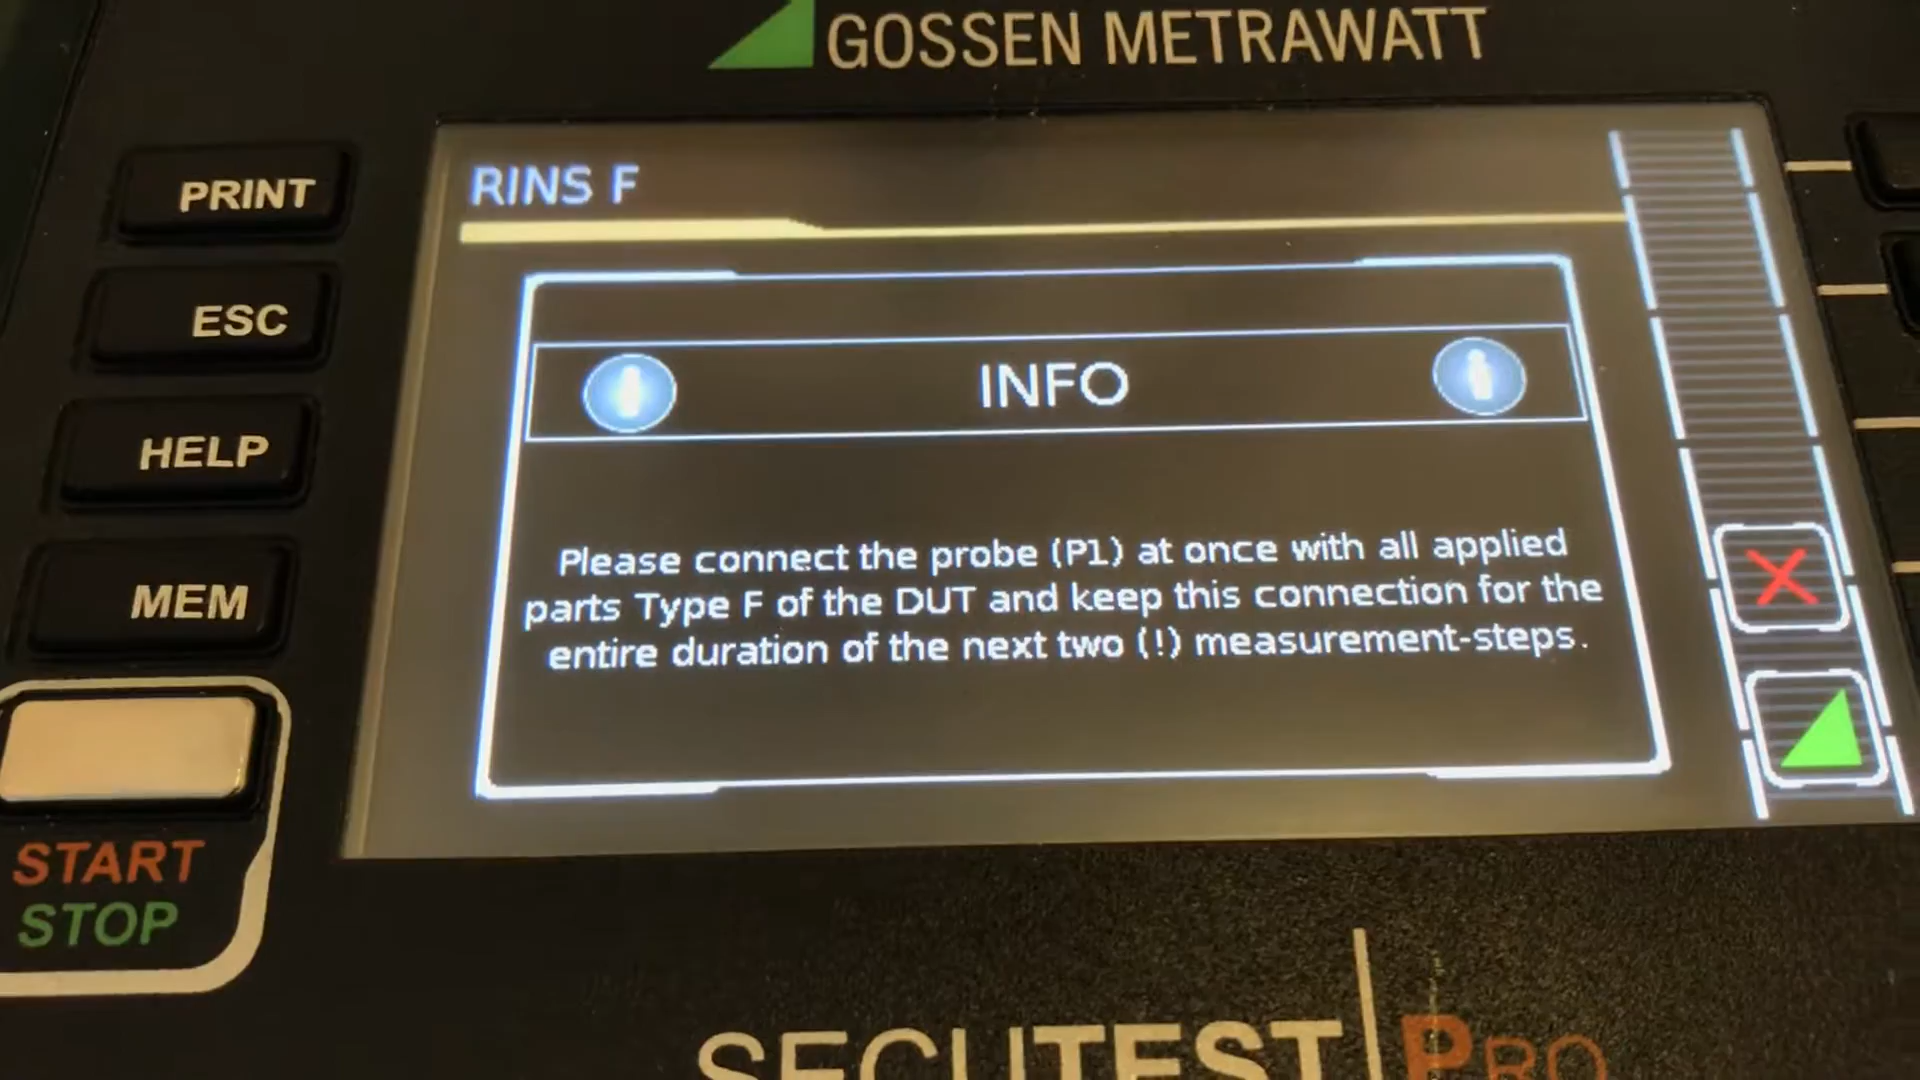 GOSSEN METRAWATT
PRINT
ESC
HELP
MEM
START
STOP
RINS F
INFO
Please connect the probe (P1) at once with all applied
parts Type F of the DUT and keep this connection for the
entire duration of the next two (!) measurement-steps.
SECUTEST PRO